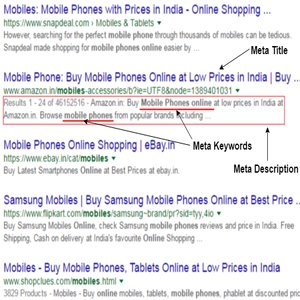 Mobiles: Mobile Phones with Prices in India - Online Shopping ...
https://www.snapdeal.com › Mobiles & Tablets
However, searching for the perfect mobile phone through thousands of mobiles can be tedious.
Snapdeal made shopping for mobile phones online easier by ...
Meta Title
Mobile Phone: Buy Mobile Phones Online at Low Prices in India | Buy ...
www.amazon.in/mobiles-accessories/b?ie=UTF8&node=1389401031
Results 1 - 24 of 46152516 - Amazon.in: Buy Mobile Phones online at low prices in India at
Amazon.in. Browse mobile phones from popular brands including ...
Meta Keywords
Mobile Phones Online Shopping | eBay.in
https://www.ebay.in/cat/mobiles
Meta Description
Buy Latest Smartphones Online at Best Prices at ebay.in.
Samsung Mobiles | Buy Samsung Mobile Phones Online at Best Price ...
https://www.flipkart.com/mobiles/samsung~brand/pr?sid=tyy,4io
Buy Samsung Mobiles Online, check Samsung mobiles reviews and price in India. Free
Shipping, Cash on delivery at India's favourite Online Shopping ...
Mobiles - Buy Mobile Phones, Tablets Online at Low Prices in India
www.shopclues.com/mobiles.html
3829 Products - Mobiles - Buy online mobiles, tablets, mobile phones, phablet at discounted price